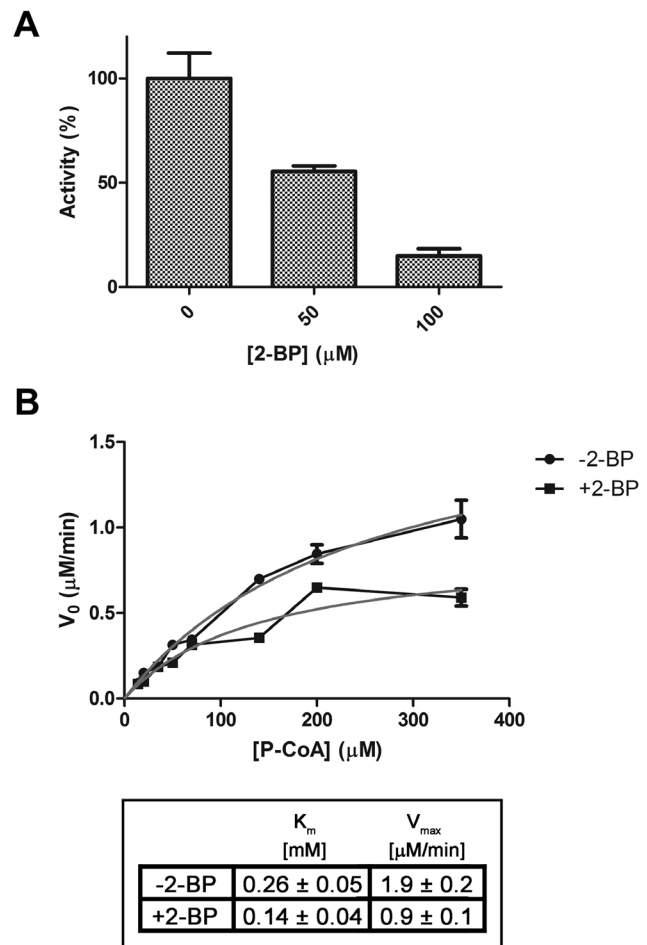 A
100
50
0
Activity (%)
0
50
100
[2-BP] (μM)
B
1.5
1.0
0.5
0.0
V0 (μM/min)
0
100
200
300
400
[P-CoA] (μM)
-2-BP
+2-BP
Km Vmax
[mM] [μM/min]
-2-BP 0.26 ± 0.05 1.9 ± 0.2
+2-BP 0.14 ± 0.04 0.9 ± 0.1